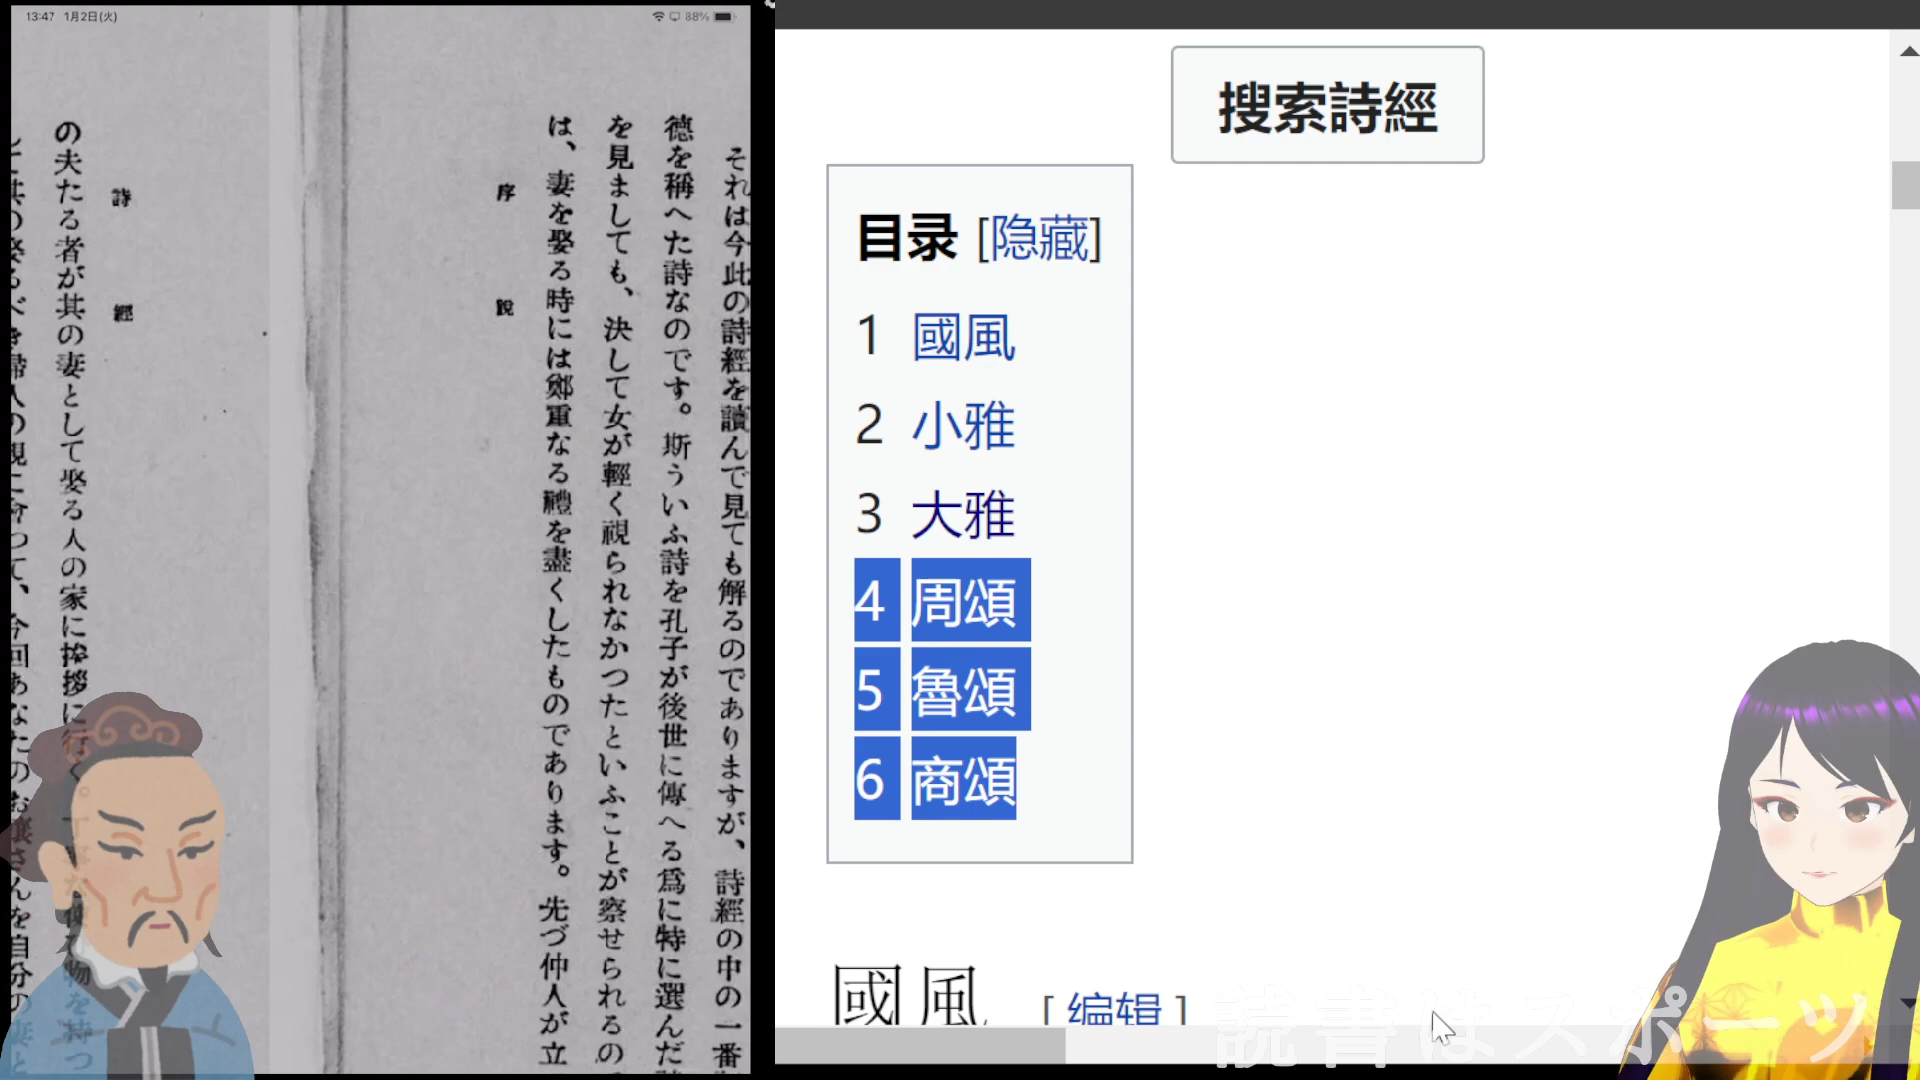 13:47 1月2日(火)
88%
それは今此の詩經を讀んで見ても解るのでありますが、詩經の中の一番
德を稱へた詩なのです。斯ういふ詩を孔子が後世に傳へる爲に特に選んだ
を見ましても、決して女が輕く視られなかつたといふことが察せられるの
は、妻を娶る時には鄭重なる禮を盡くしたものであります。先づ仲人が立
序說
詩經
の夫たる者が其の妻として娶る人の家に挨拶に行く。
搜索詩經
目录 [隐藏]
1 國風
2 小雅
3 大雅
4 周頌
5 魯頌
6 商頌
國風 [编辑]
読書はスポーツ